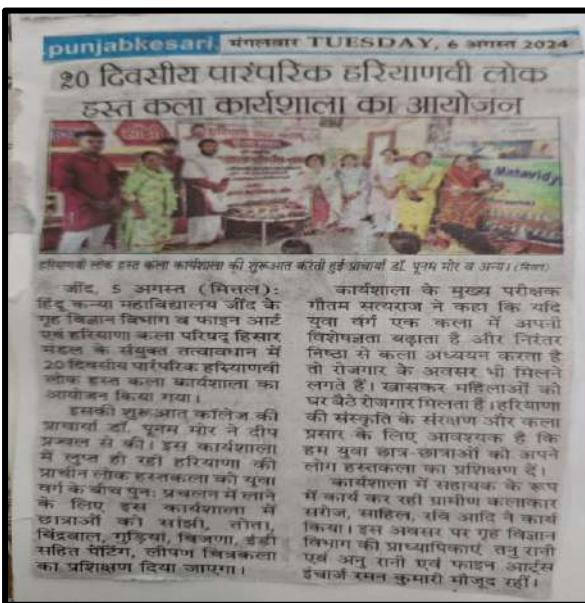 punjabkesari. मंगलवार TUESDAY, 6 अगस्त 2024
20 दिवसीय पारंपरिक हरियाणवी लोक
हस्त कला कार्यशाला का आयोजन
Matavidy
हरियाणवी लोक हस्त कला कार्यशाला की शुरूआत करती हुई प्राचार्या डॉ. पूनम मोर व अन्य। (मित्तल)
जींद, 5 अगस्त (मित्तल):
हिंदू कन्या महाविद्यालय जींद के
गृह विज्ञान विभाग व फाइन आर्ट
एवं हरियाणा कला परिषद् हिसार
मंडल के संयुक्त तत्वावधान में
20 दिवसीय पारंपरिक हरियाणवी
लोक हस्त कला कार्यशाला का
आयोजन किया गया।
इसकी शुरूआत कॉलेज की
प्राचार्या डॉ. पूनम मोर ने दीप
प्रज्वल से की। इस कार्यशाला
में लुप्त हो रही हरियाणा की
प्राचीन लोक हस्तकला को युवा
वर्ग के बीच पुन: प्रचलन में लाने
के लिए इस कार्यशाला में
छात्राओं को सांझी, तोता,
बिंद्रवाल, गुड़िया, बिजणा, ईंडी
सहित पेंटिंग, लीपण चित्रकला
का प्रशिक्षण दिया जाएगा।
कार्यशाला के मुख्य परीक्षक
गौतम सत्यराज ने कहा कि यदि
युवा वर्ग एक कला में अपनी
विशेषज्ञता बढ़ाता है और निरंतर
निष्ठा से कला अध्ययन करता है
तो रोजगार के अवसर भी मिलने
लगते हैं। खासकर महिलाओं को
घर बैठे रोजगार मिलता है। हरियाणा
की संस्कृति के संरक्षण और कला
प्रसार के लिए आवश्यक है कि
हम युवा छात्र-छात्राओं को अपने
लोग हस्तकला का प्रशिक्षण दें।
कार्यशाला में सहायक के रूप
में कार्य कर रही ग्रामीण कलाकार
सरोज, साहिल, रवि आदि ने कार्य
किया। इस अवसर पर गृह विज्ञान
विभाग की प्राध्यापिकाएं तनु रानी
एवं अनु रानी एवं फाइन आर्ट्स
इंचार्ज रमन कुमारी मौजूद रहीं।